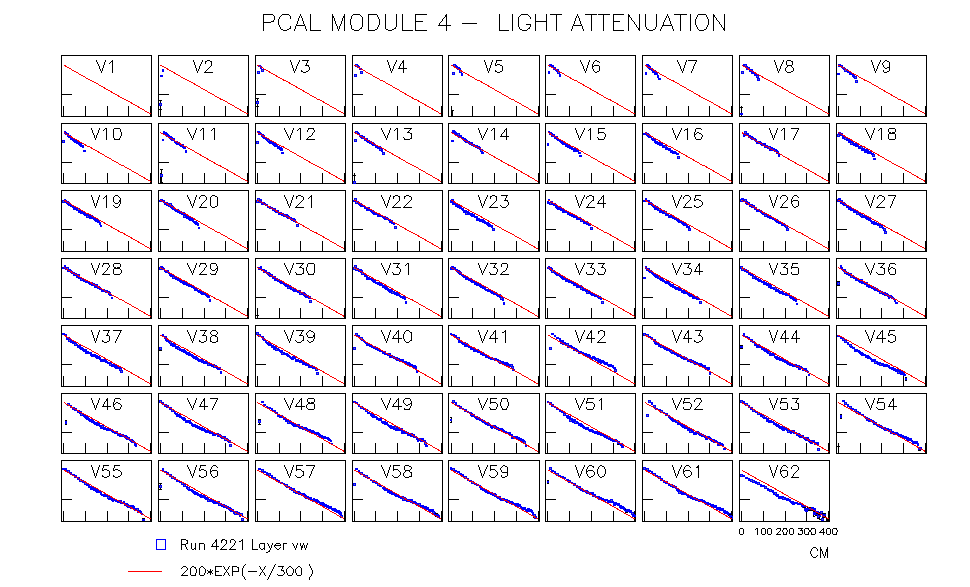 PCAL MODULE 4 - LIGHT ATTENUATION
V1 V2 V3 V4 V5 V6 V7 V8 V9
V10 V11 V12 V13 V14 V15 V16 V17 V18
V19 V20 V21 V22 V23 V24 V25 V26 V27
V28 V29 V30 V31 V32 V33 V34 V35 V36
V37 V38 V39 V40 V41 V42 V43 V44 V45
V46 V47 V48 V49 V50 V51 V52 V53 V54
V55 V56 V57 V58 V59 V60 V61 V62
0 100 200 300 400
CM
Run 4221 Layer vw
200*EXP(-X/300 )